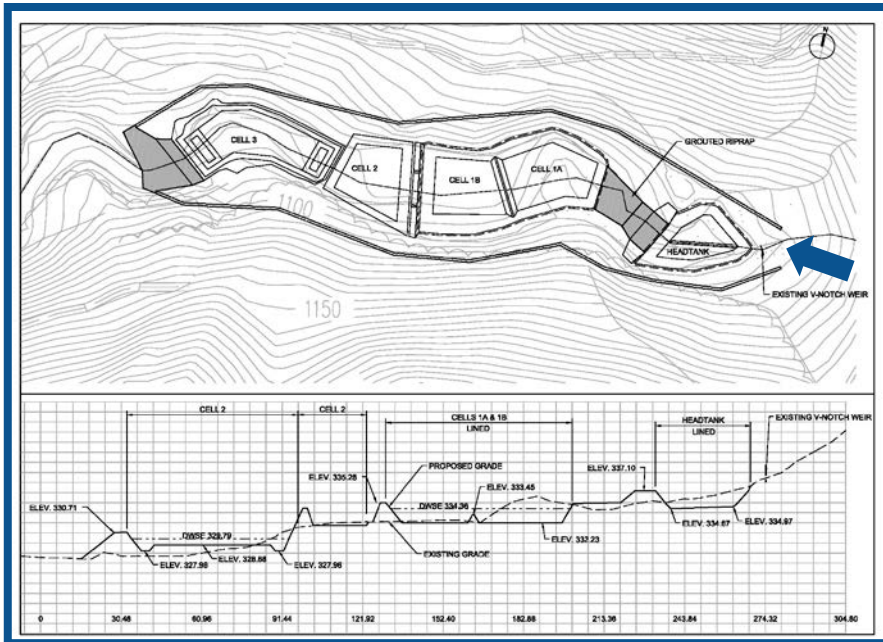 N
CELL 3
CELL 2
CELL 1B
CELL 1A
GROUTED RIPRAP
HEADTANK
EXISTING V-NOTCH WEIR
1100
1150
CELL 2
CELL 2
CELLS 1A & 1B
LINED
HEADTANK
LINED
EXISTING V-NOTCH WEIR
ELEV. 335.28
PROPOSED GRADE
ELEV. 333.45
ELEV. 337.10
ELEV. 330.71
DWSE 329.79
DWSE 334.36
ELEV. 327.96
ELEV. 328.88
ELEV. 327.96
EXISTING GRADE
ELEV. 332.23
ELEV. 334.67
ELEV. 334.97
0
30.48
60.96
91.44
121.92
152.40
182.88
213.36
243.84
274.32
304.80